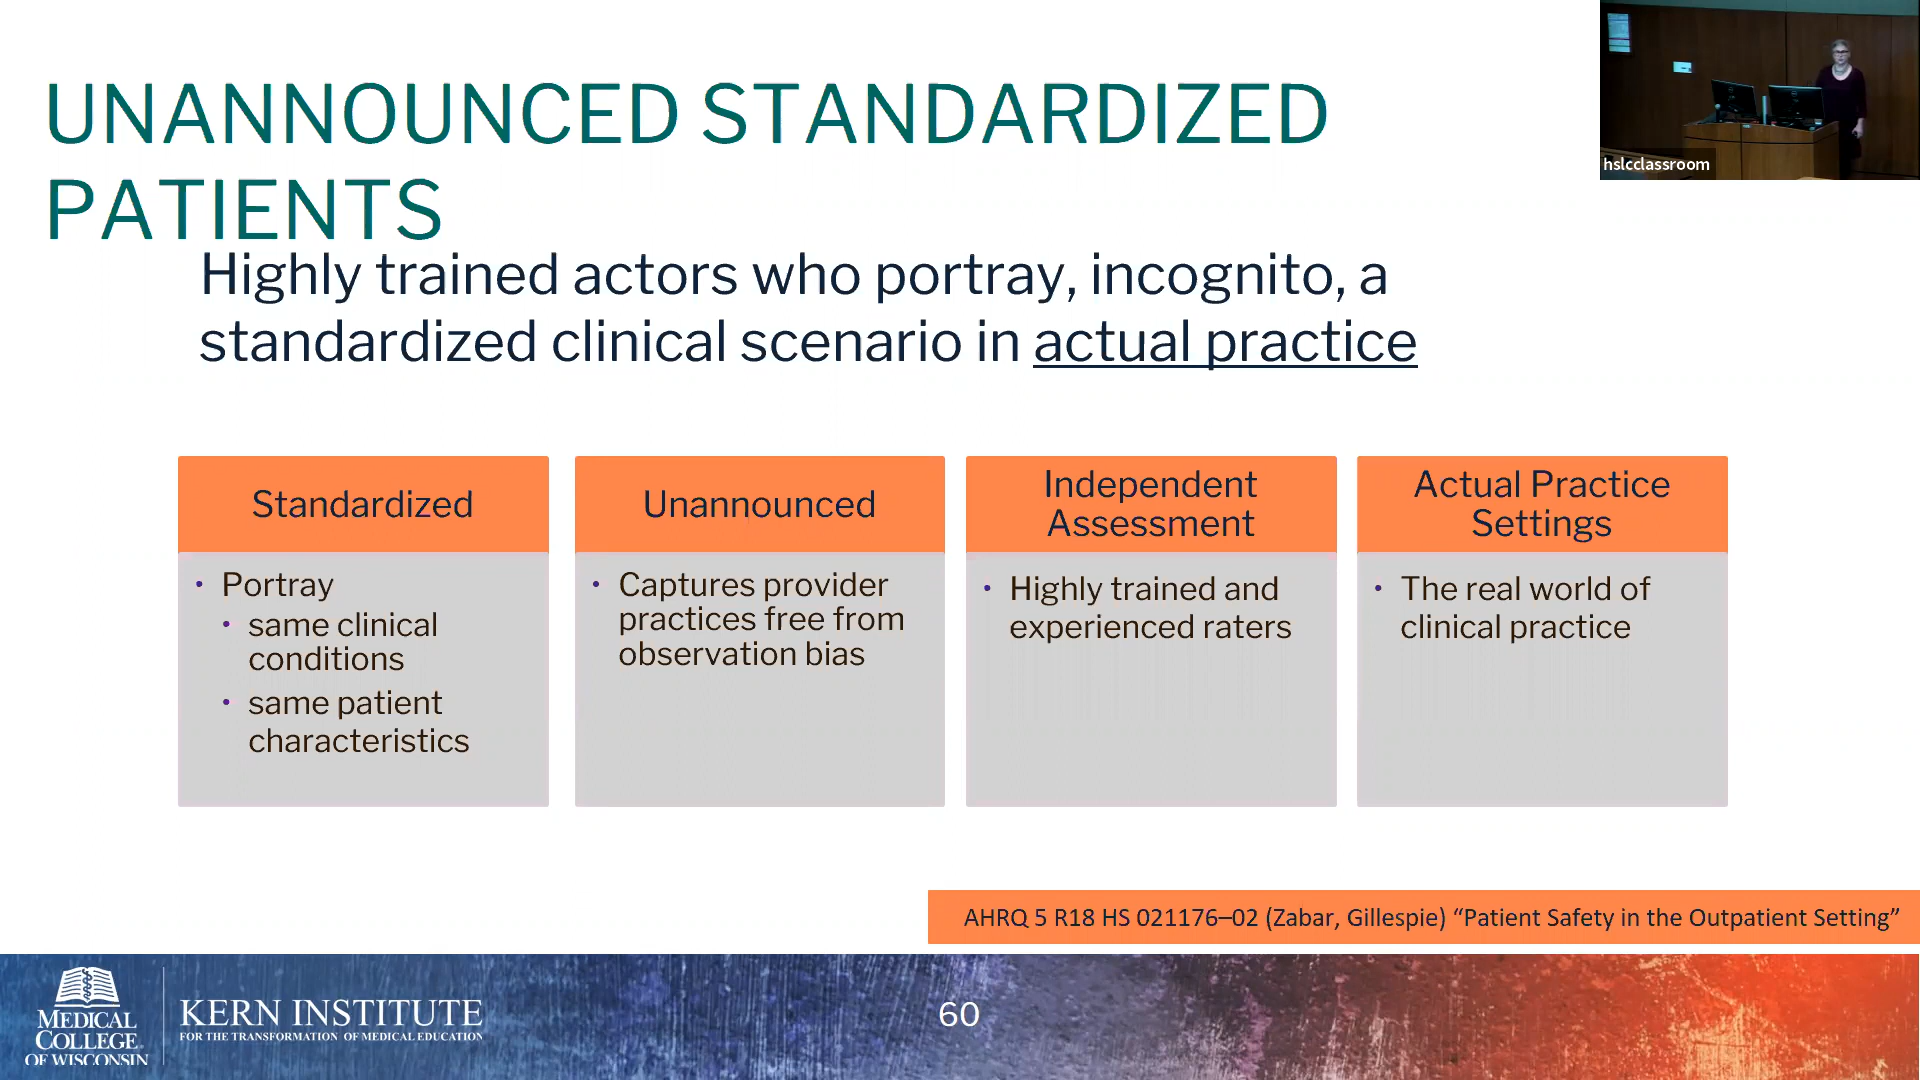 UNANNOUNCED STANDARDIZED
PATIENTS
Highly trained actors who portray, incognito, a
standardized clinical scenario in actual practice
Standardized
• Portray
• same clinical
conditions
• same patient
characteristics
Unannounced
• Captures provider
practices free from
observation bias
Independent
Assessment
• Highly trained and
experienced raters
Actual Practice
Settings
• The real world of
clinical practice
AHRQ 5 R18 HS 021176–02 (Zabar, Gillespie) “Patient Safety in the Outpatient Setting”
MEDICAL
COLLEGE
OF WISCONSIN
KERN INSTITUTE
FOR THE TRANSFORMATION OF MEDICAL EDUCATION
60
hslcclassroom